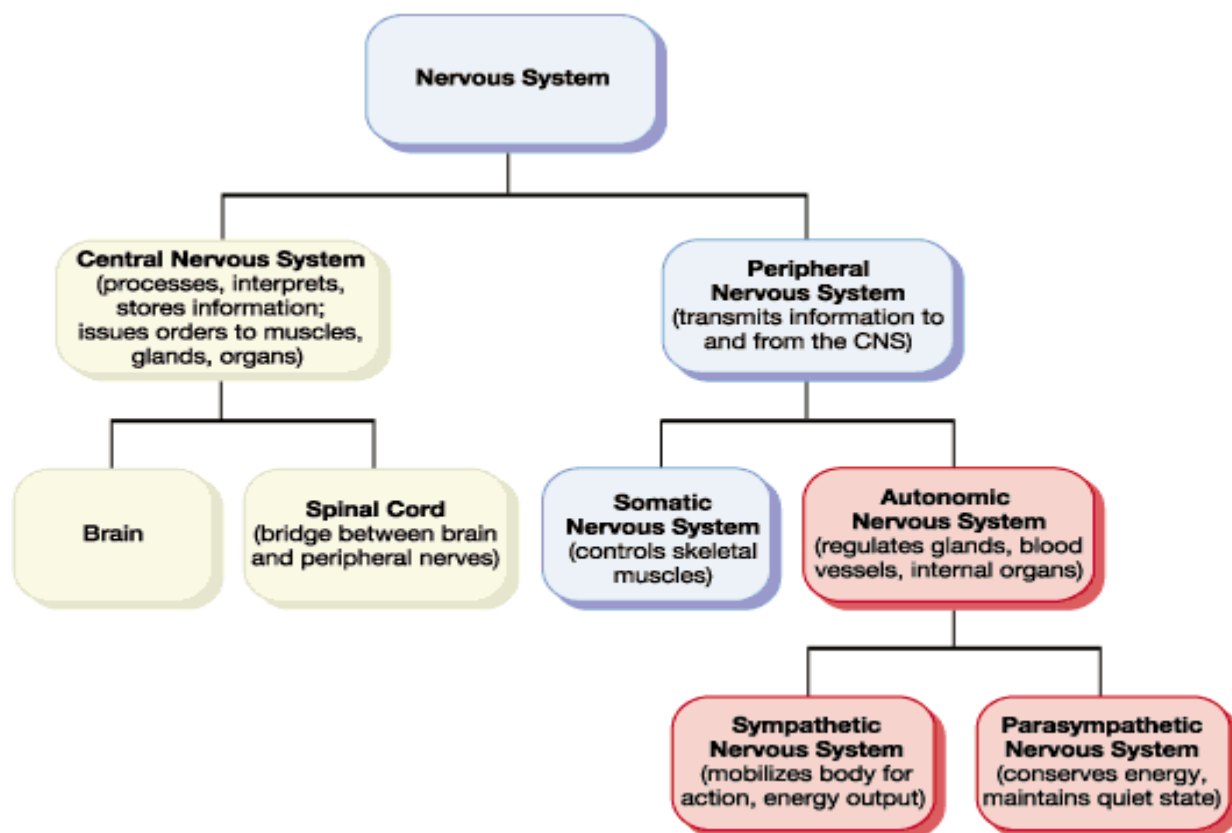 Nervous System
Central Nervous System
(processes, interprets,
stores information;
issues orders to muscles,
glands, organs)
Peripheral
Nervous System
(transmits information to
and from the CNS)
Brain
Spinal Cord
(bridge between brain
and peripheral nerves)
Somatic
Nervous System
(controls skeletal
muscles)
Autonomic
Nervous System
(regulates glands, blood
vessels, internal organs)
Sympathetic
Nervous System
(mobilizes body for
action, energy output)
Parasympathetic
Nervous System
(conserves energy,
maintains quiet state)